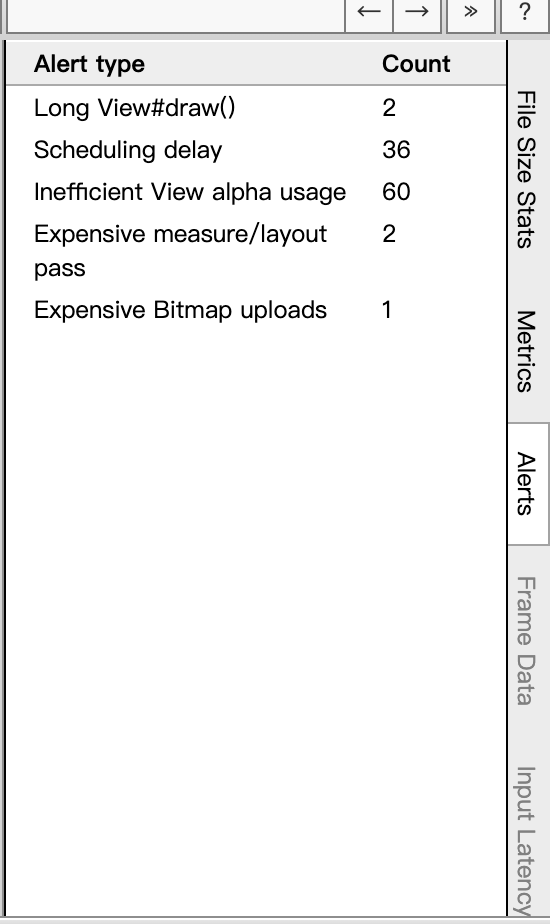 ← → » ?
Alert type Count
Long View#draw() 2
Scheduling delay 36
Inefficient View alpha usage 60
Expensive measure/layout 2
pass
Expensive Bitmap uploads 1
File Size Stats
Metrics
Alerts
Frame Data
Input Latency